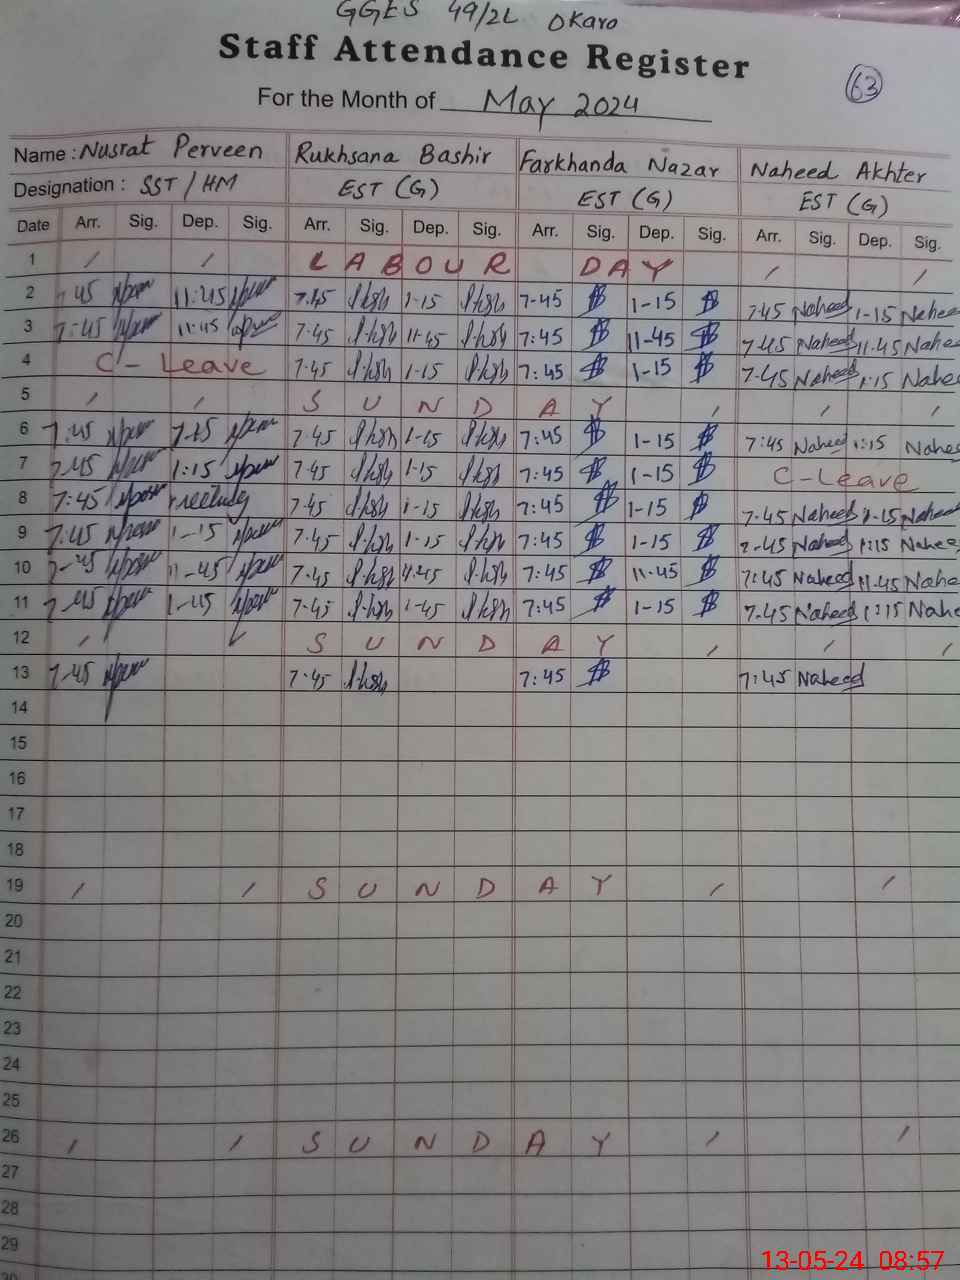 GGES 49/2L Okara
Staff Attendance Register
63
For the Month of May 2024
Name : Nusrat Perveen Rukhsana Bashir Farkhanda Nazar Naheed Akhter
Designation : SST / HM EST (G) EST (G) EST (G)
Date Arr. Sig. Dep. Sig. Arr. Sig. Dep. Sig. Arr. Sig. Dep. Sig. Arr. Sig. Dep. Sig.
1 / / LABOUR DAY / /
2 7:45 11:45 7.45 1-15 7-45 1-15 7.45 Naheed 1-15 Naheed
3 7:45 11:45 7.45 11-45 7:45 11-45 7.45 Naheed 11.45 Nahe
4 C- Leave 7.45 1-15 7:45 1-15 7-45 Naheed 1:15 Nahe
5 / / SUNDAY / / /
6 7:45 7.45 1-15 7:45 1-15 7:45 Naheed 1:15 Nahe
7 7.45 1:15 7.45 1-15 7:45 1-15 C-Leave
8 7:45 7.45 1-15 7:45 1-15 7-45 Naheed 1-15 Naheed
9 7:45 1-15 7.45 1-15 7:45 1-15 7-45 Naheed 1:15 Nahee
10 7-45 11-45 7.45 11.45 7:45 11-45 7:45 Naheed 11.45 Nahe
11 7.45 1-45 7-45 1-45 7:45 1-15 7.45 Naheed 1:15 Nahe
12 / SUNDAY / / /
13 7-45 7.45 7:45 7:45 Naheed
14
15
16
17
18
19 / / SUNDAY / /
20
21
22
23
24
25
26 / / SUNDAY / /
27
28
29
30
13-05-24 08:57